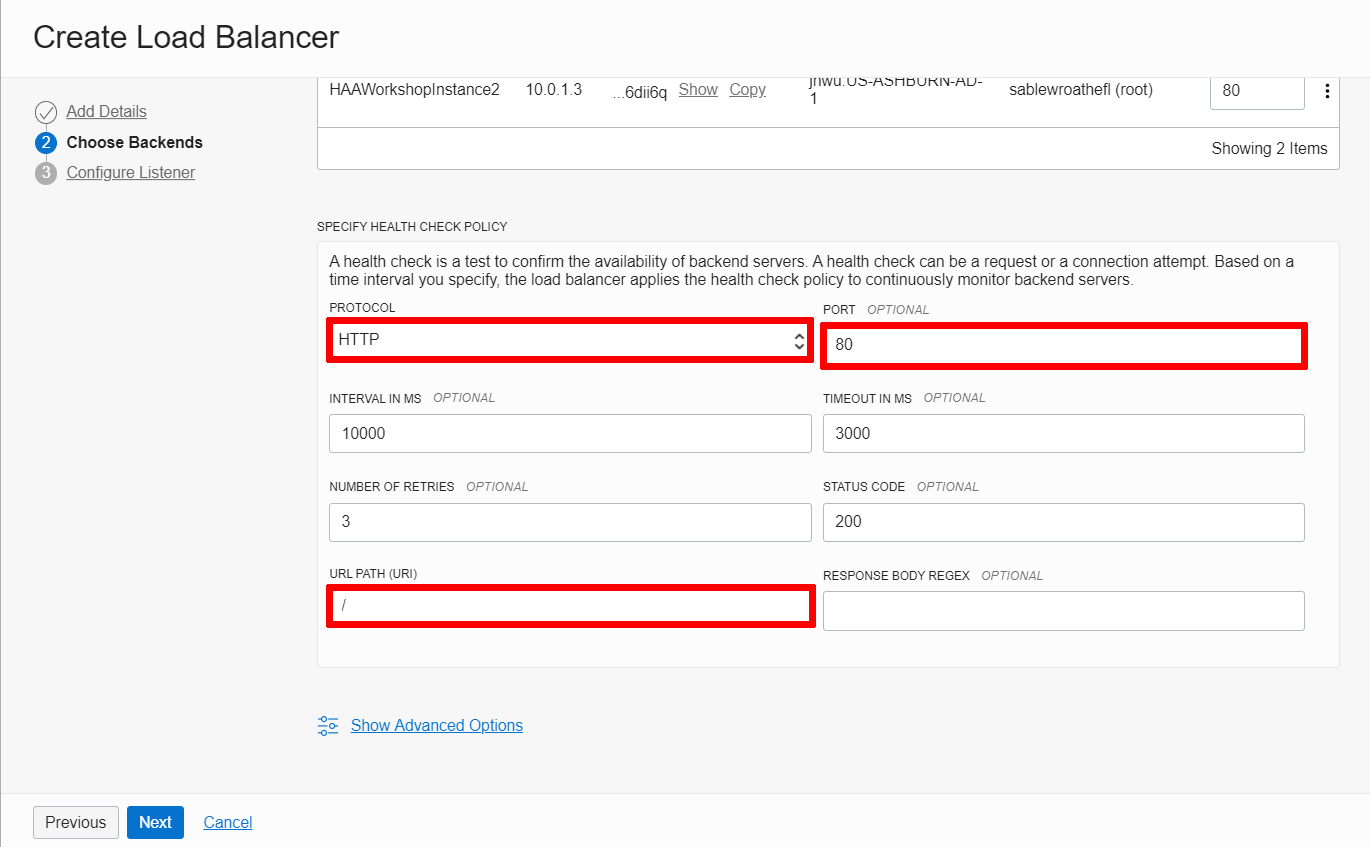 Create Load Balancer
Add Details
2 Choose Backends
3 Configure Listener
HAAWorkshopInstance2 10.0.1.3 ...6dii6q Show Copy jhwu:US-ASHBURN-AD-1 sablewroathefl (root) 80
Showing 2 Items
SPECIFY HEALTH CHECK POLICY
A health check is a test to confirm the availability of backend servers. A health check can be a request or a connection attempt. Based on a
time interval you specify, the load balancer applies the health check policy to continuously monitor backend servers.
PROTOCOL
HTTP
PORT OPTIONAL
80
INTERVAL IN MS OPTIONAL
10000
TIMEOUT IN MS OPTIONAL
3000
NUMBER OF RETRIES OPTIONAL
3
STATUS CODE OPTIONAL
200
URL PATH (URI)
/
RESPONSE BODY REGEX OPTIONAL
Show Advanced Options
Previous Next Cancel